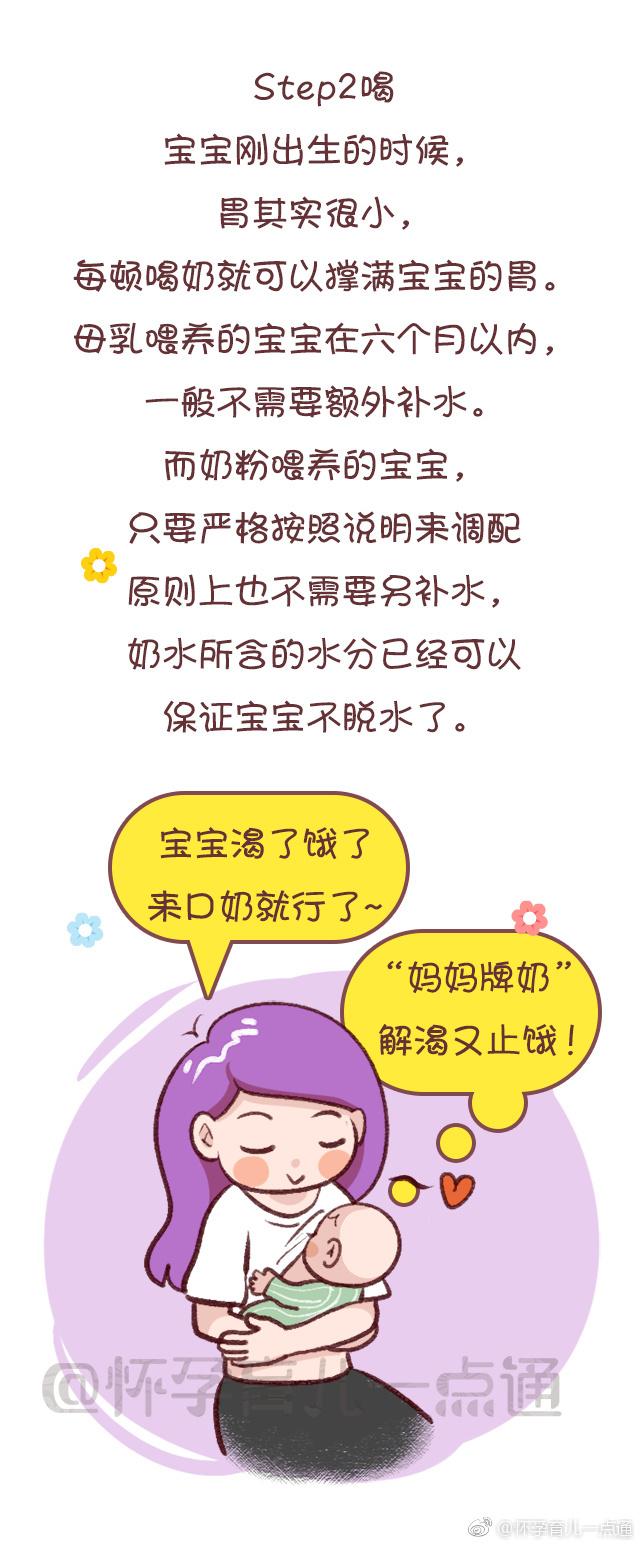 Step2喝
宝宝刚出生的时候，
胃其实很小，
每顿喝奶就可以撑满宝宝的胃。
母乳喂养的宝宝在六个月以内，
一般不需要额外补水。
而奶粉喂养的宝宝，
只要严格按照说明来调配
原则上也不需要另补水，
奶水所含的水分已经可以
保证宝宝不脱水了。
宝宝渴了饿了
来口奶就行了~
“妈妈牌奶”
解渴又止饿！
@怀孕育儿一点通
@怀孕育儿一点通